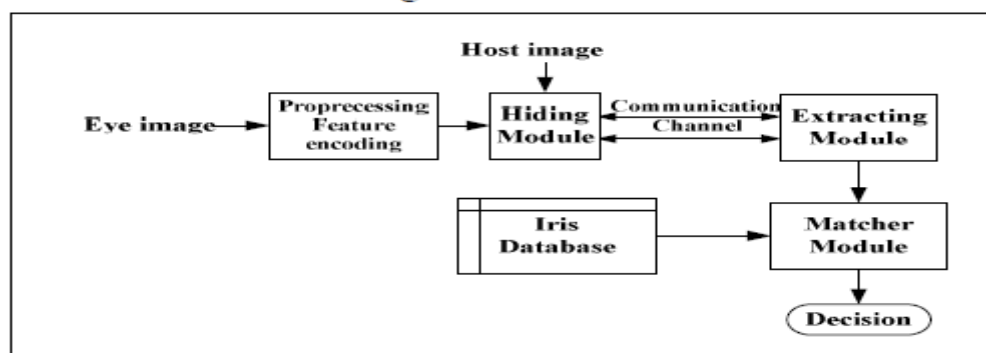 Host image
Eye image
Proprecessing
Feature
encoding
Hiding
Module
Communication
Channel
Extracting
Module
Iris
Database
Matcher
Module
Decision